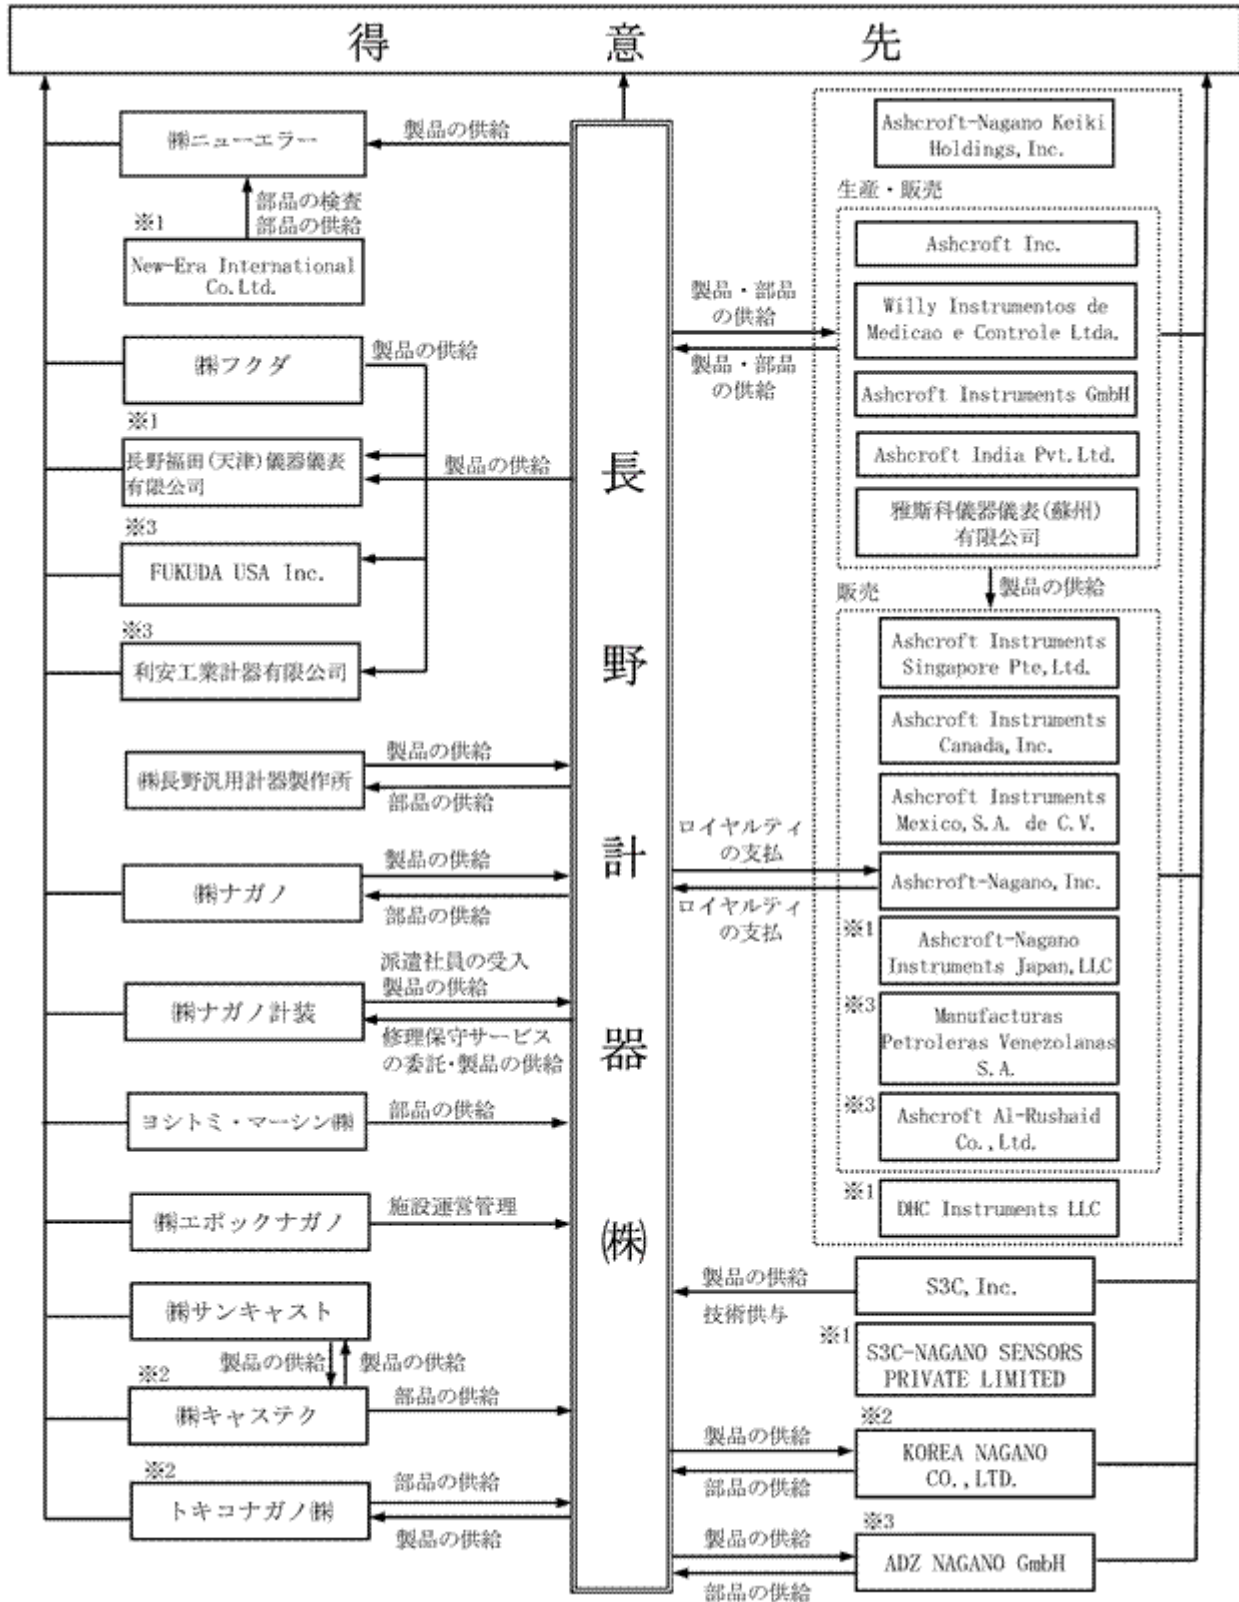 得意先
㈱ニューエラー
製品の供給
部品の検査
部品の供給
※1
New-Era International
Co.Ltd.
㈱フクダ
製品の供給
※1
長野福田(天津)儀器儀表
有限公司
製品の供給
※3
FUKUDA USA Inc.
※3
利安工業計器有限公司
㈱長野汎用計器製作所
製品の供給
部品の供給
㈱ナガノ
製品の供給
部品の供給
㈱ナガノ計装
派遣社員の受入
製品の供給
修理保守サービス
の委託・製品の供給
ヨシトミ・マーシン㈱
部品の供給
㈱エポックナガノ
施設運営管理
㈱サンキャスト
製品の供給
製品の供給
※2
㈱キャステク
部品の供給
※2
トキコナガノ㈱
部品の供給
製品の供給
長野計器㈱
製品・部品
の供給
製品・部品
の供給
Ashcroft-Nagano Keiki
Holdings,Inc.
生産・販売
Ashcroft Inc.
Willy Instrumentos de
Medicao e Controle Ltda.
Ashcroft Instruments GmbH
Ashcroft India Pvt.Ltd.
雅斯科儀器儀表(蘇州)
有限公司
製品の供給
販売
Ashcroft Instruments
Singapore Pte,Ltd.
Ashcroft Instruments
Canada,Inc.
Ashcroft Instruments
Mexico,S.A. de C.V.
ロイヤルティ
の支払
Ashcroft-Nagano,Inc.
ロイヤルティ
の支払
※1
Ashcroft-Nagano
Instruments Japan,LLC
※3
Manufacturas
Petroleras Venezolanas
S.A.
※3
Ashcroft Al-Rushaid
Co.,Ltd.
※1
DHC Instruments LLC
製品の供給
技術供与
S3C,Inc.
※1
S3C-NAGANO SENSORS
PRIVATE LIMITED
※2
製品の供給
部品の供給
KOREA NAGANO
CO.,LTD.
※3
製品の供給
部品の供給
ADZ NAGANO GmbH